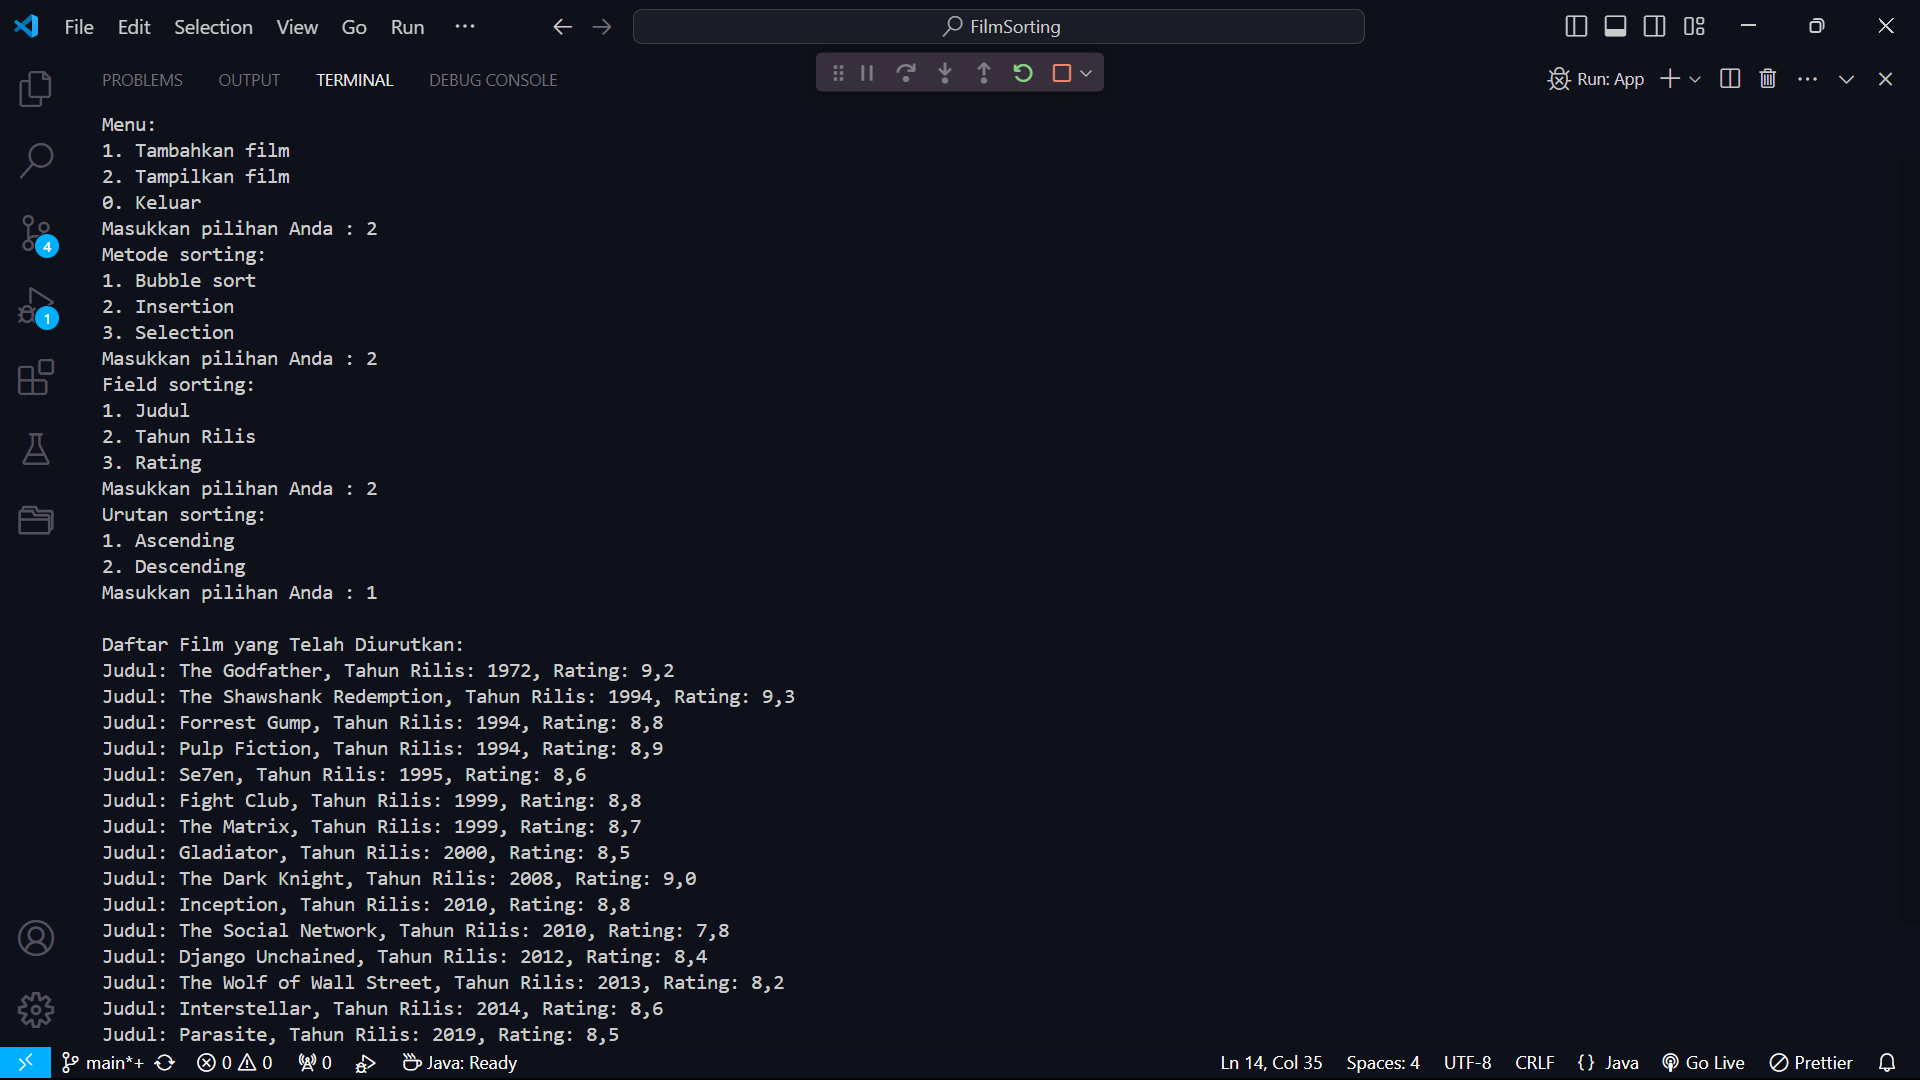 File Edit Selection View Go Run ··· FilmSorting
PROBLEMS OUTPUT TERMINAL DEBUG CONSOLE Run: App
Menu:
1. Tambahkan film
2. Tampilkan film
0. Keluar
Masukkan pilihan Anda : 2
Metode sorting:
1. Bubble sort
2. Insertion
3. Selection
Masukkan pilihan Anda : 2
Field sorting:
1. Judul
2. Tahun Rilis
3. Rating
Masukkan pilihan Anda : 2
Urutan sorting:
1. Ascending
2. Descending
Masukkan pilihan Anda : 1
Daftar Film yang Telah Diurutkan:
Judul: The Godfather, Tahun Rilis: 1972, Rating: 9,2
Judul: The Shawshank Redemption, Tahun Rilis: 1994, Rating: 9,3
Judul: Forrest Gump, Tahun Rilis: 1994, Rating: 8,8
Judul: Pulp Fiction, Tahun Rilis: 1994, Rating: 8,9
Judul: Se7en, Tahun Rilis: 1995, Rating: 8,6
Judul: Fight Club, Tahun Rilis: 1999, Rating: 8,8
Judul: The Matrix, Tahun Rilis: 1999, Rating: 8,7
Judul: Gladiator, Tahun Rilis: 2000, Rating: 8,5
Judul: The Dark Knight, Tahun Rilis: 2008, Rating: 9,0
Judul: Inception, Tahun Rilis: 2010, Rating: 8,8
Judul: The Social Network, Tahun Rilis: 2010, Rating: 7,8
Judul: Django Unchained, Tahun Rilis: 2012, Rating: 8,4
Judul: The Wolf of Wall Street, Tahun Rilis: 2013, Rating: 8,2
Judul: Interstellar, Tahun Rilis: 2014, Rating: 8,6
Judul: Parasite, Tahun Rilis: 2019, Rating: 8,5
4
1
main*+ 0 0 0 Java: Ready Ln 14, Col 35 Spaces: 4 UTF-8 CRLF {} Java Go Live Prettier